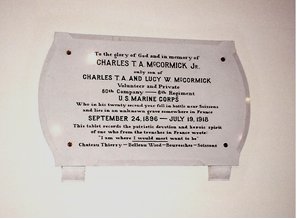 To the glory of God and in memory of
CHARLES T. A. McCORMICK Jr.
only son of
CHARLES T. A. AND LUCY W. McCORMICK
Volunteer and Private
80th Company — 6th Regiment
U. S. MARINE CORPS
Who in his twenty second year fell in battle near Soissons
and lies in an unknown grave somewhere in France
SEPTEMBER 24, 1896 — JULY 19, 1918
This tablet records the patriotic devotion and heroic spirit
of one who from the trenches in France wrote:
"I am where I would most want to be"
Chateau Thierry — Belleau Wood — Bouresches — Soissons